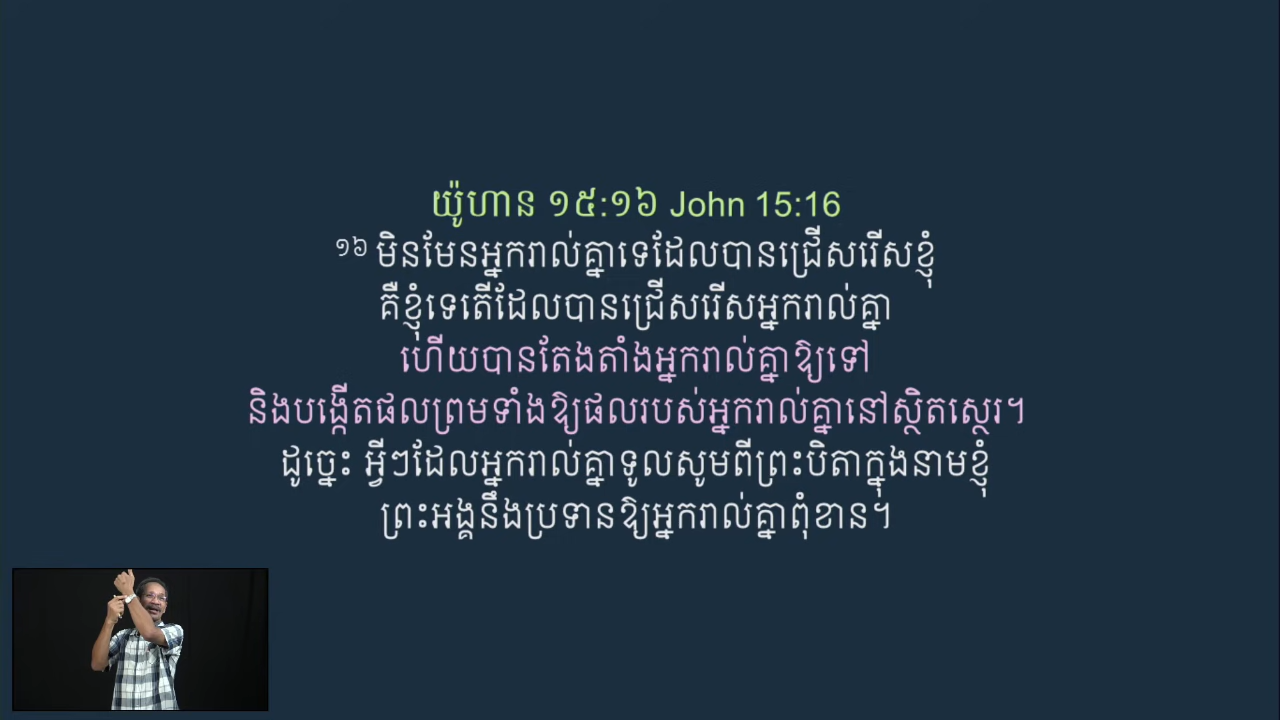 យ៉ូហាន ១៥:១៦ John 15:16
១៦ មិនមែនអ្នករាល់គ្នាទេដែលបានជ្រើសរើសខ្ញុំ
គឺខ្ញុំទេតើដែលបានជ្រើសរើសអ្នករាល់គ្នា
ហើយបានតែងតាំងអ្នករាល់គ្នាឱ្យទៅ
និងបង្កើតផលព្រមទាំងឱ្យផលរបស់អ្នករាល់គ្នានៅស្ថិតស្ថេរ។
ដូច្នេះ អ្វីៗដែលអ្នករាល់គ្នាទូលសូមពីព្រះបិតាក្នុងនាមខ្ញុំ
ព្រះអង្គនឹងប្រទានឱ្យអ្នករាល់គ្នាពុំខាន។